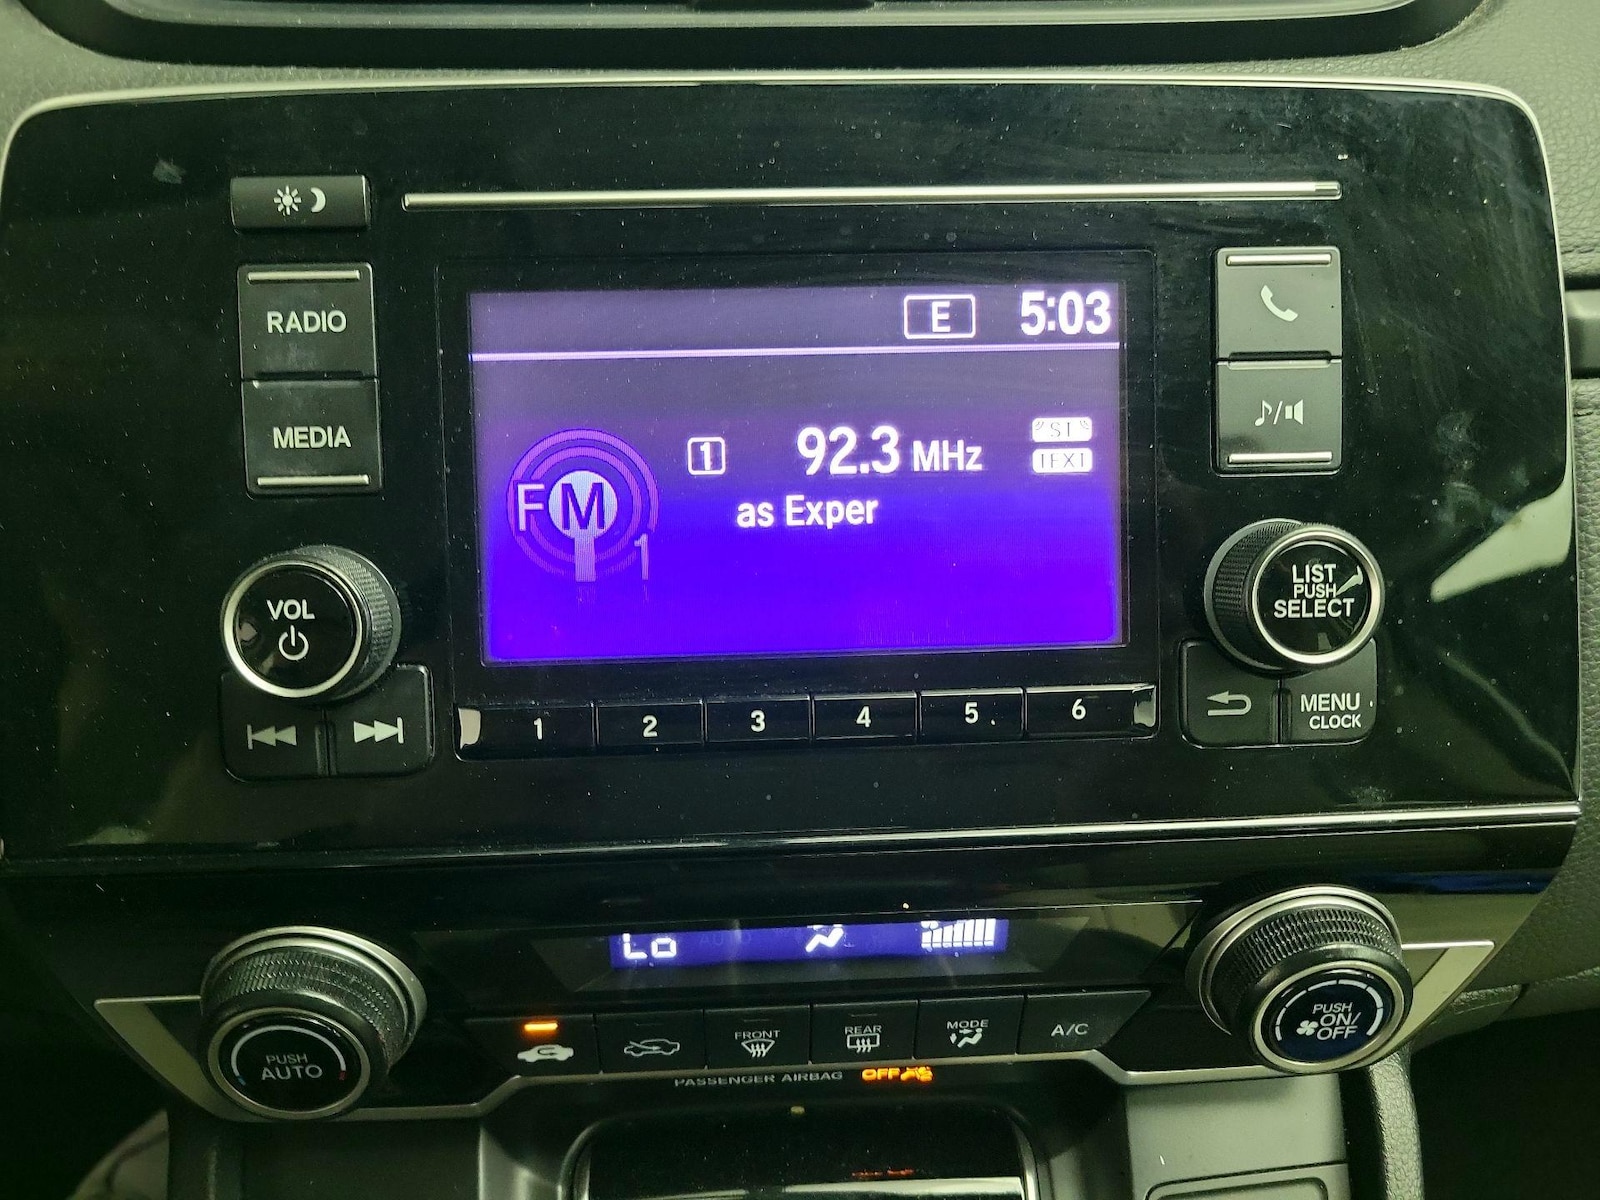 E 5:03
RADIO
MEDIA
1 92.3 MHz ST
TEXT
FM 1
as Exper
VOL
LIST
PUSH
SELECT
1 2 3 4 5 6
MENU
CLOCK
Lo AUTO
PUSH
AUTO
FRONT
REAR
MODE
A/C
PUSH
ON/
OFF
PASSENGER AIRBAG OFF